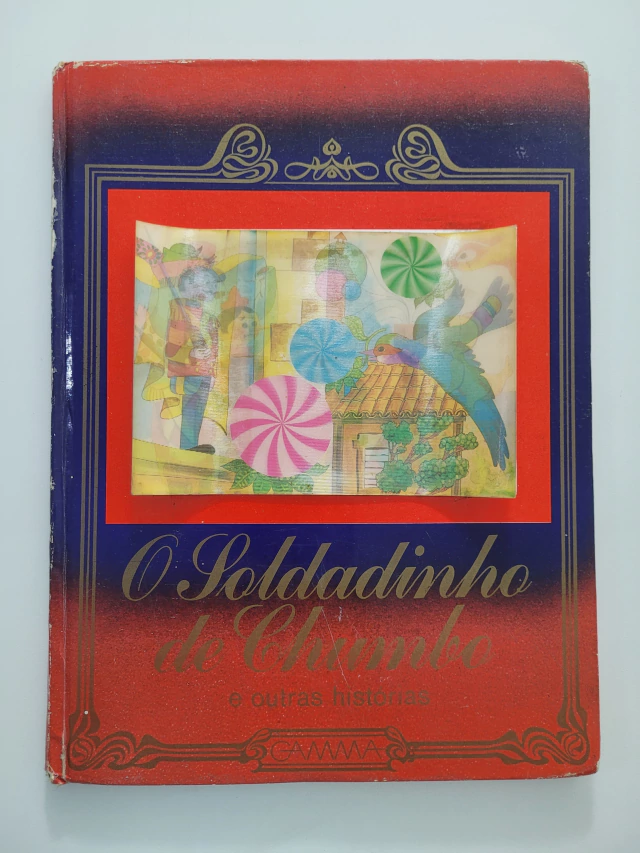 O Soldadinho
de Chumbo
e outras histórias
GAMMA